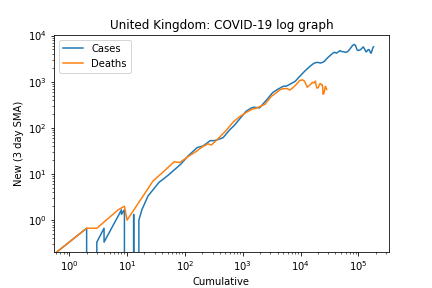 United Kingdom: COVID-19 log graph
Cases
Deaths
New (3 day SMA)
10⁴
10³
10²
10¹
10⁰
10⁰ 10¹ 10² 10³ 10⁴ 10⁵
Cumulative